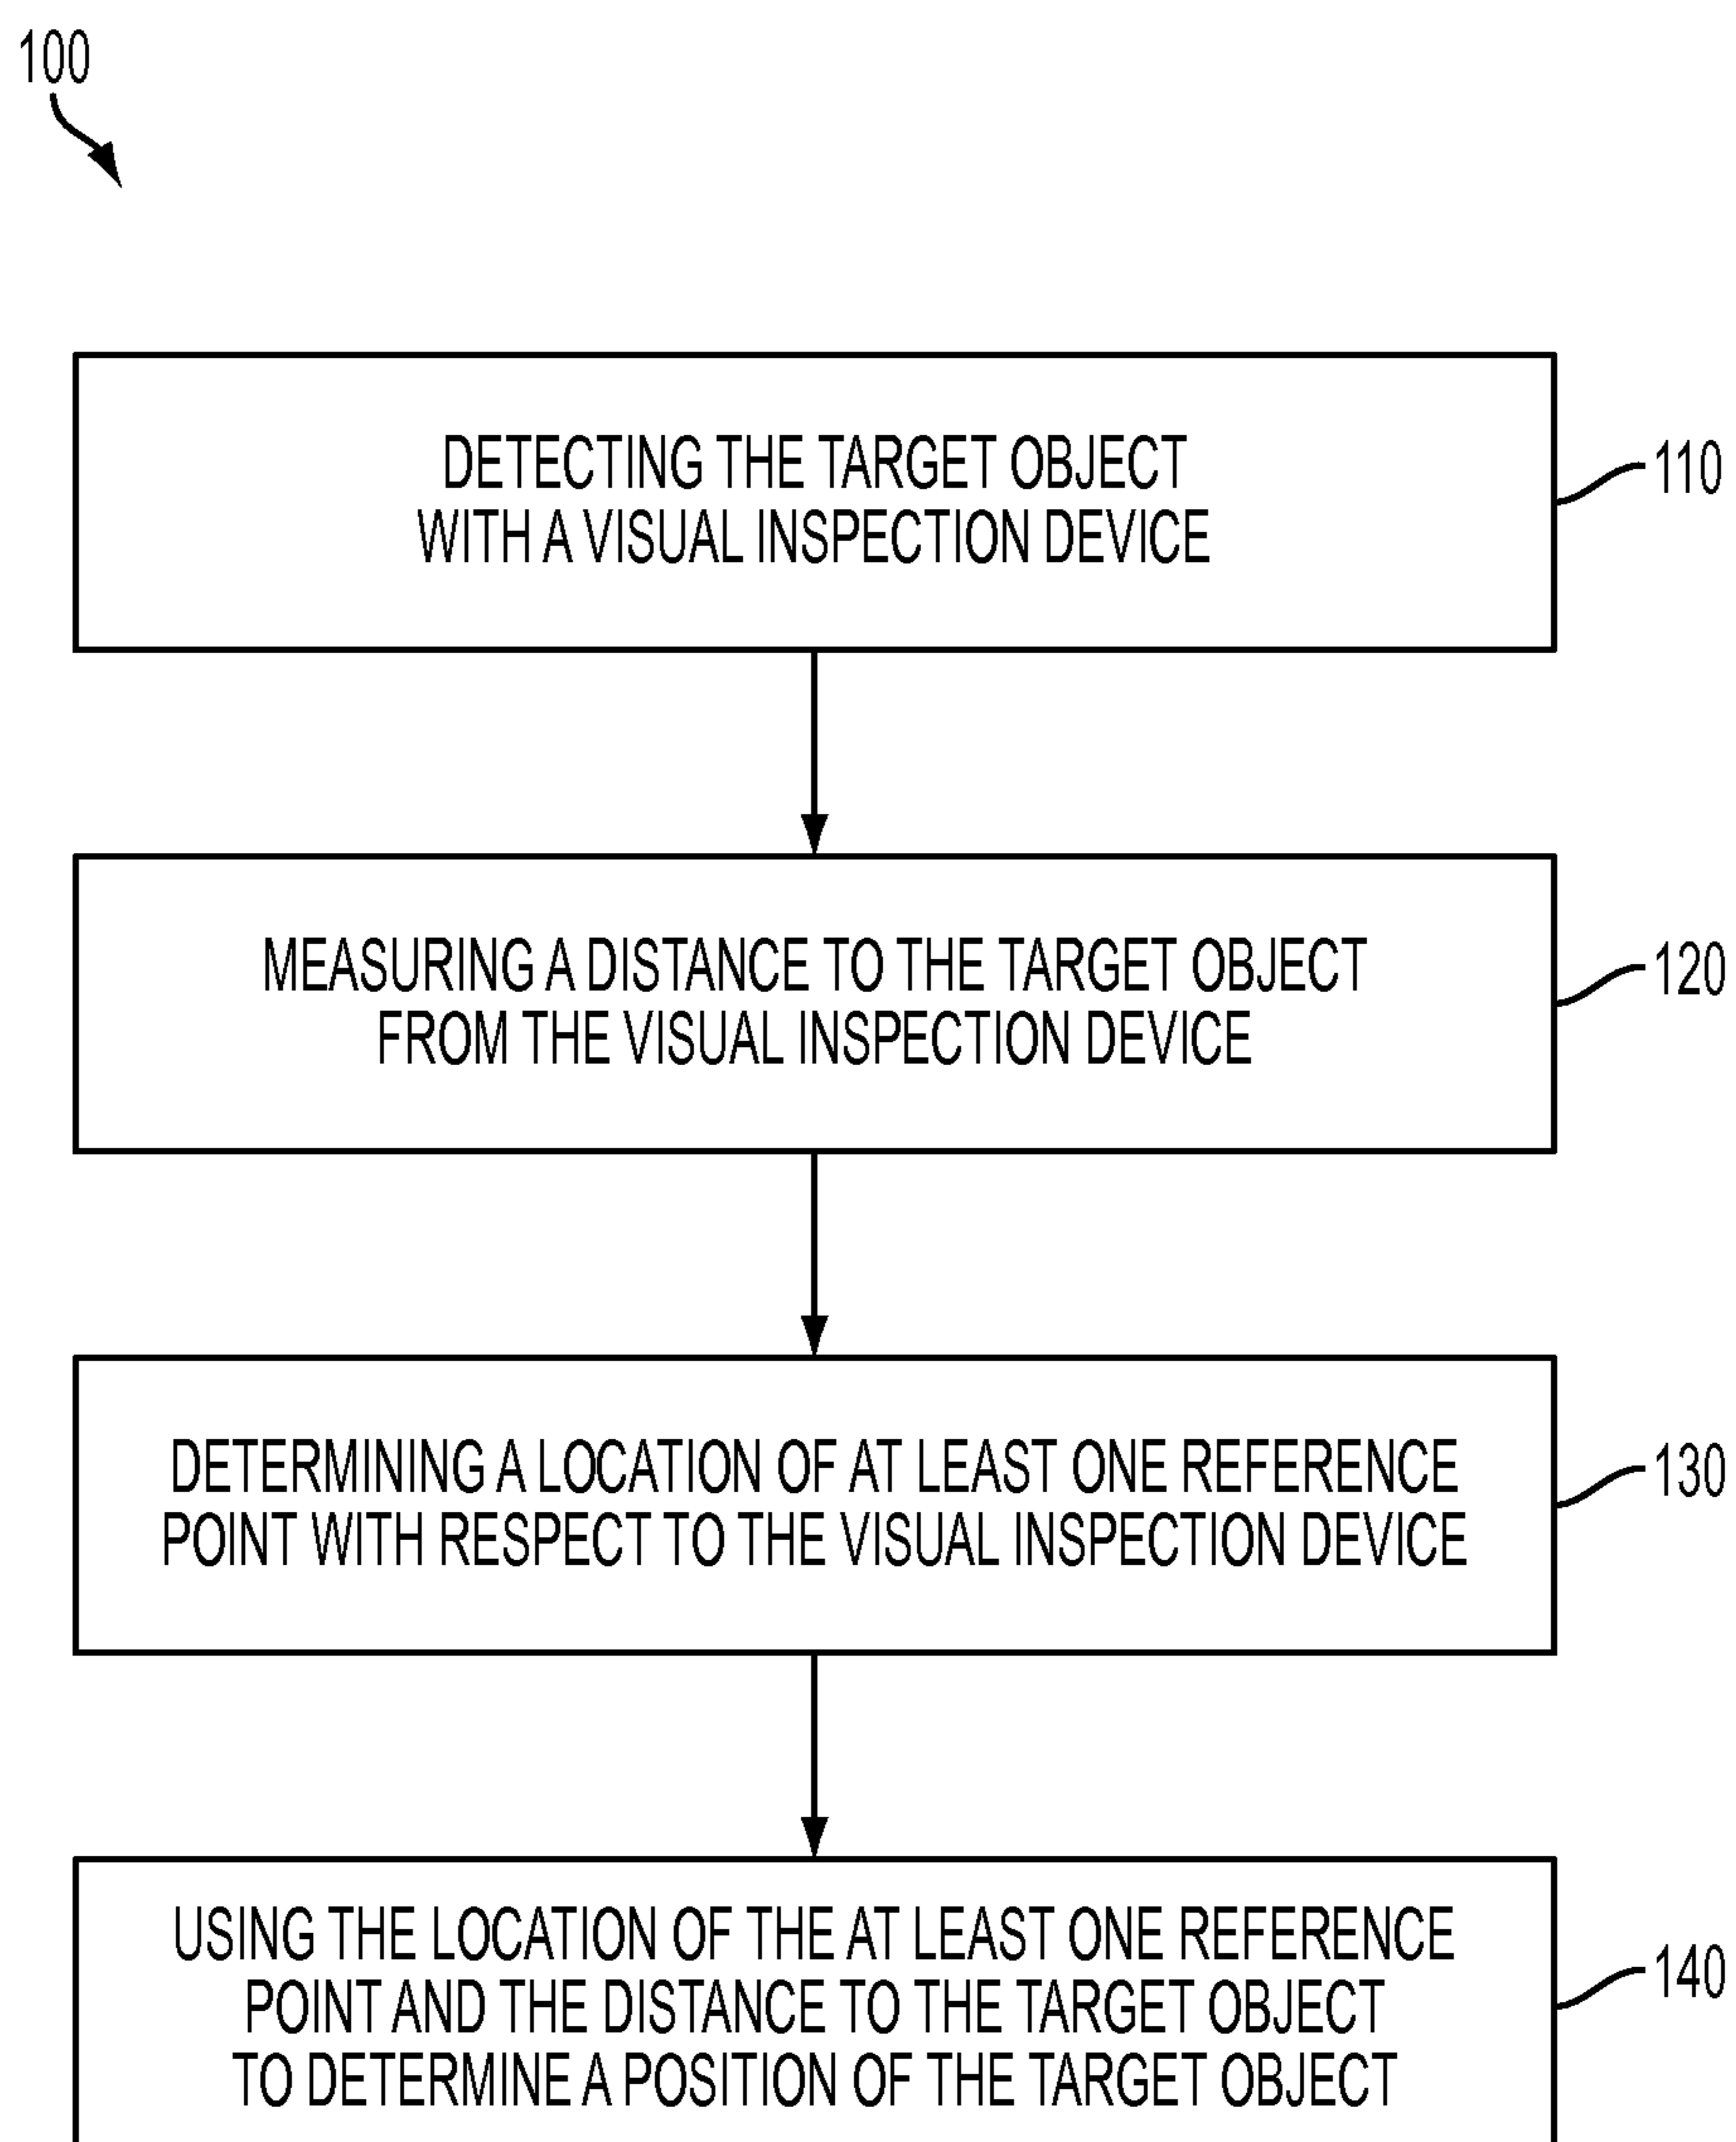 100
DETECTING THE TARGET OBJECT
WITH A VISUAL INSPECTION DEVICE
110
MEASURING A DISTANCE TO THE TARGET OBJECT
FROM THE VISUAL INSPECTION DEVICE
120
DETERMINING A LOCATION OF AT LEAST ONE REFERENCE
POINT WITH RESPECT TO THE VISUAL INSPECTION DEVICE
130
USING THE LOCATION OF THE AT LEAST ONE REFERENCE
POINT AND THE DISTANCE TO THE TARGET OBJECT
TO DETERMINE A POSITION OF THE TARGET OBJECT
140